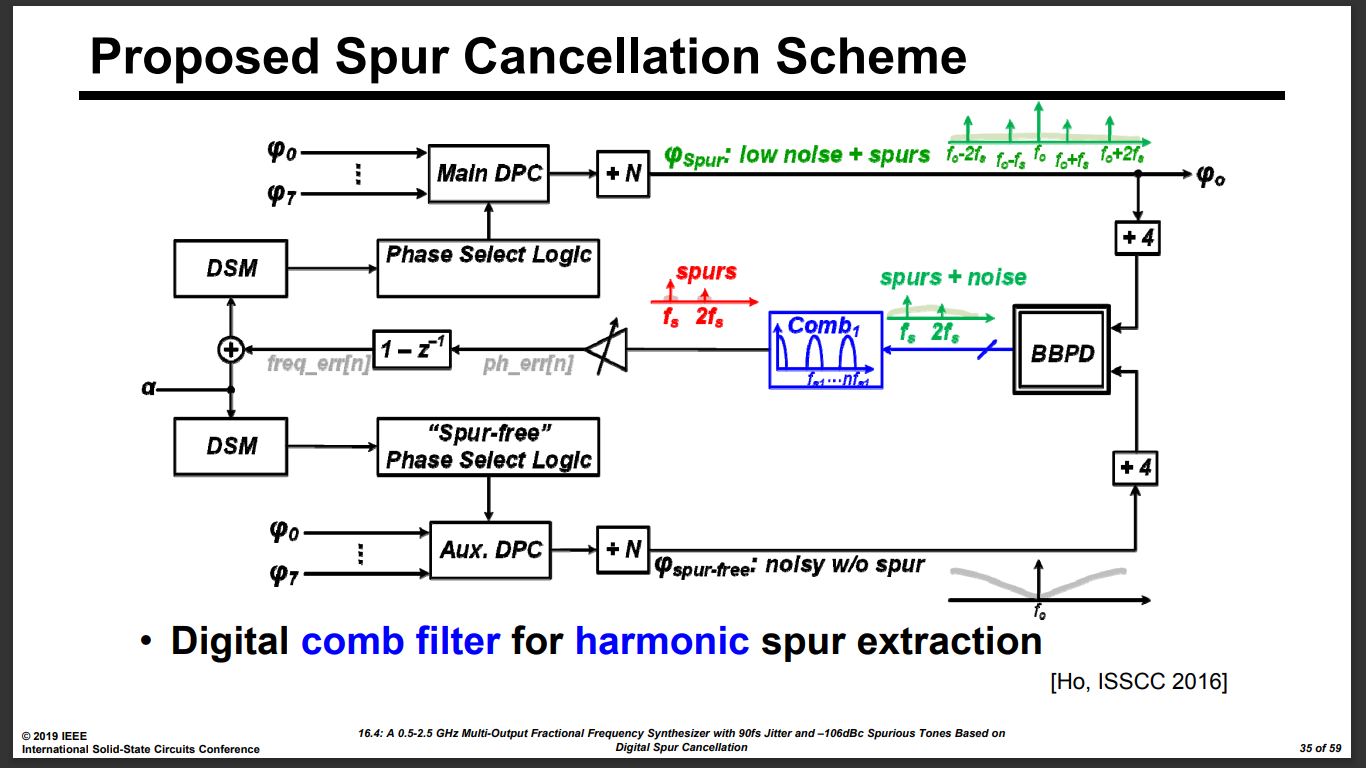 Proposed Spur Cancellation Scheme
φ0
⋮
φ7
Main DPC
÷ N
φSpur: low noise + spurs
fo-2fs fo-fs fo fo+fs fo+2fs
φo
÷ 4
DSM
Phase Select Logic
spurs
fs 2fs
spurs + noise
fs 2fs
Comb1
fs1...nfs1
BBPD
+
freq_err[n]
1 – z-1
ph_err[n]
α
DSM
“Spur-free”
Phase Select Logic
÷ 4
φ0
⋮
φ7
Aux. DPC
÷ N
φspur-free: noisy w/o spur
fo
• Digital comb filter for harmonic spur extraction
[Ho, ISSCC 2016]
© 2019 IEEE
International Solid-State Circuits Conference
16.4: A 0.5-2.5 GHz Multi-Output Fractional Frequency Synthesizer with 90fs Jitter and –106dBc Spurious Tones Based on
Digital Spur Cancellation
35 of 59